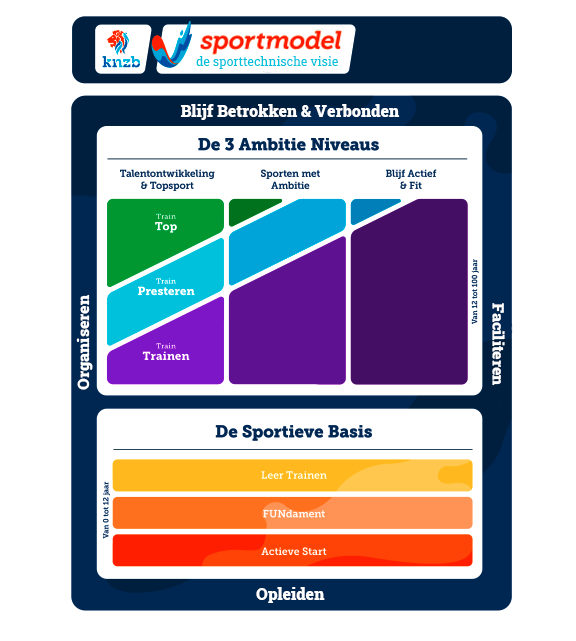 knzb
sportmodel
de sporttechnische visie
Blijf Betrokken & Verbonden
De 3 Ambitie Niveaus
Talentontwikkeling
& Topsport
Sporten met
Ambitie
Blijf Actief
& Fit
Train
Top
Train
Presteren
Train
Trainen
Van 12 tot 100 jaar
Organiseren
Faciliteren
De Sportieve Basis
Van 0 tot 12 jaar
Leer Trainen
FUNdament
Actieve Start
Opleiden